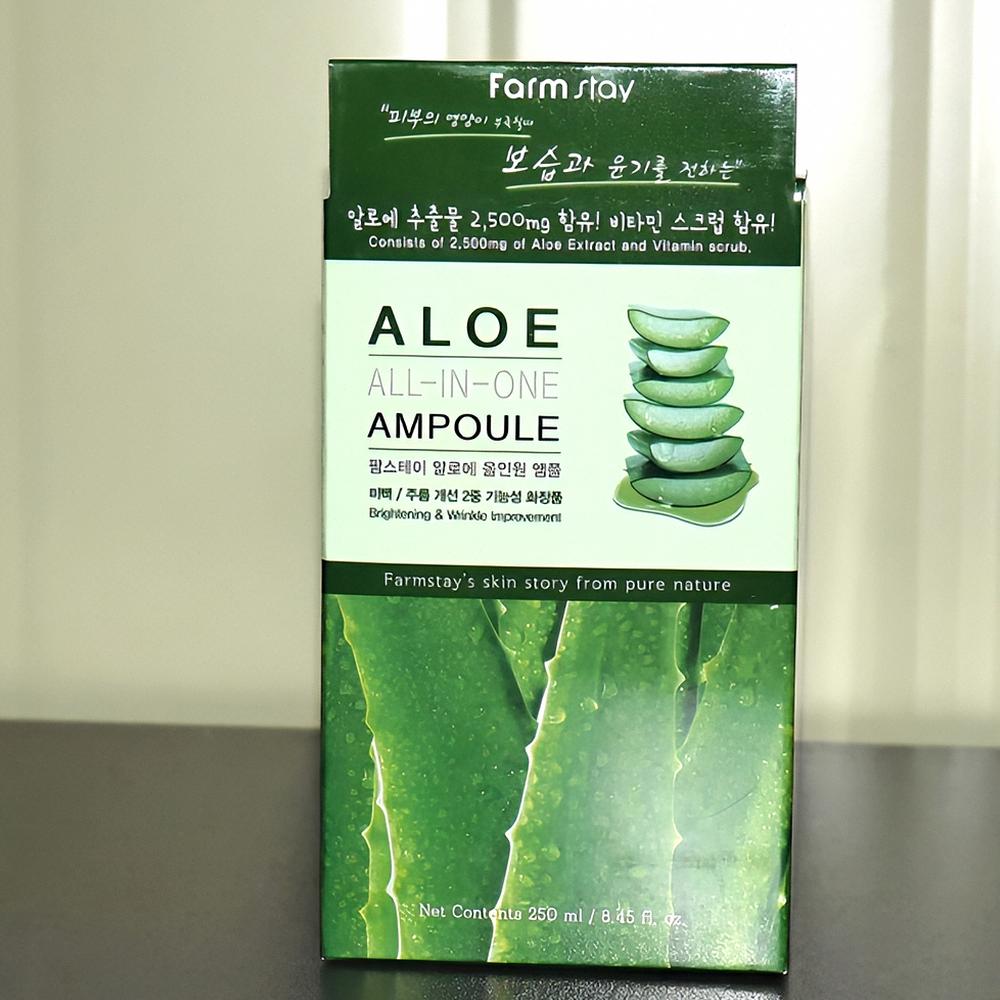 Farm stay
"피부의 영양이 부족할때
보습과 윤기를 전하는"
알로에 추출물 2,500mg 함유! 비타민 스크럽 함유!
Consists of 2,500mg of Aloe Extract and Vitamin scrub.
ALOE
ALL-IN-ONE
AMPOULE
팜스테이 알로에 올인원 앰플
미백 / 주름 개선 2중 기능성 화장품
Brightening & Wrinkle Improvement
Farmstay's skin story from pure nature
Net Contents 250 ml / 8.45 fl. oz.